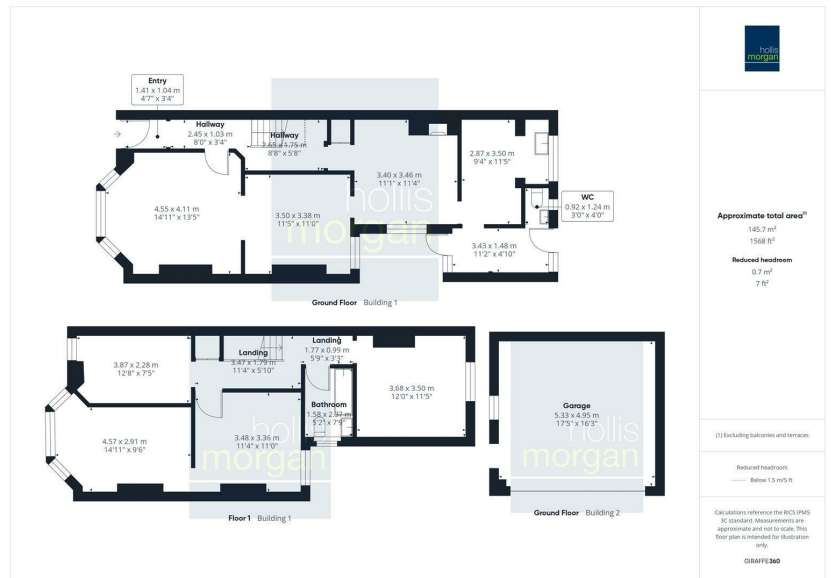 Entry
1.41 x 1.04 m
4'7" x 3'4"
Hallway
2.45 x 1.03 m
8'0" x 3'4"
Hallway
2.65 x 1.75 m
8'8" x 5'8"
3.40 x 3.46 m
11'1" x 11'4"
2.87 x 3.50 m
9'4" x 11'5"
WC
0.92 x 1.24 m
3'0" x 4'0"
4.55 x 4.11 m
14'11" x 13'5"
3.50 x 3.38 m
11'5" x 11'0"
3.43 x 1.48 m
11'2" x 4'10"
hollis
morgan
Ground Floor Building 1
Landing
3.47 x 1.79 m
11'4" x 5'10"
Landing
1.77 x 0.99 m
5'9" x 3'3"
3.87 x 2.28 m
12'8" x 7'5"
3.68 x 3.50 m
12'0" x 11'5"
Bathroom
1.58 x 2.37 m
5'2" x 7'9"
4.57 x 2.91 m
14'11" x 9'6"
3.48 x 3.36 m
11'4" x 11'0"
hollis
morgan
Floor 1 Building 1
Garage
5.33 x 4.95 m
17'5" x 16'3"
hollis
morgan
Ground Floor Building 2
hollis
morgan
Approximate total area(1)
145.7 m²
1568 ft²
Reduced headroom
0.7 m²
7 ft²
(1) Excluding balconies and terraces
Reduced headroom
Below 1.5 m/5 ft
Calculations reference the RICS IPMS
3C standard. Measurements are
approximate and not to scale. This
floor plan is intended for illustration
only.
GIRAFFE360